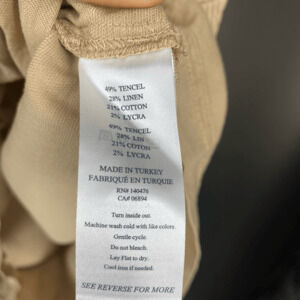 49% TENCEL
28% LINEN
21% COTTON
2% LYCRA
49% TENCEL
28% LIN
21% COTON
2% LYCRA
MADE IN TURKEY
FABRIQUÉ EN TURQUIE
RN# 140476
CA# 06894
Turn inside out.
Machine wash cold with like colors.
Gentle cycle.
Do not bleach.
Lay Flat to dry.
Cool iron if needed.
SEE REVERSE FOR MORE